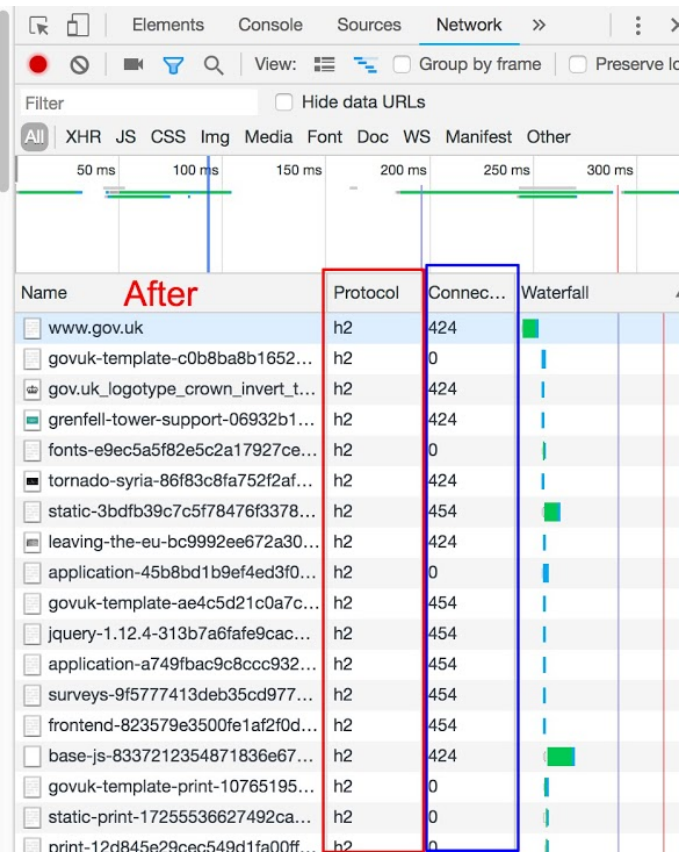 Elements Console Sources Network »
View: Group by frame Preserve lo
Filter Hide data URLs
All XHR JS CSS Img Media Font Doc WS Manifest Other
50 ms 100 ms 150 ms 200 ms 250 ms 300 ms
Name After Protocol Connec... Waterfall
www.gov.uk h2 424
govuk-template-c0b8ba8b1652... h2 0
gov.uk_logotype_crown_invert_t... h2 424
grenfell-tower-support-06932b1... h2 424
fonts-e9ec5a5f82e5c2a17927ce... h2 0
tornado-syria-86f83c8fa752f2af... h2 424
static-3bdfb39c7c5f78476f3378... h2 454
leaving-the-eu-bc9992ee672a30... h2 424
application-45b8bd1b9ef4ed3f0... h2 0
govuk-template-ae4c5d21c0a7c... h2 454
jquery-1.12.4-313b7a6fafe9cac... h2 454
application-a749fbac9c8ccc932... h2 454
surveys-9f5777413deb35cd977... h2 454
frontend-823579e3500fe1af2f0d... h2 454
base-js-8337212354871836e67... h2 424
govuk-template-print-10765195... h2 0
static-print-17255536627492ca... h2 0
print-12d845e29cec549d1fa00ff... h2 0